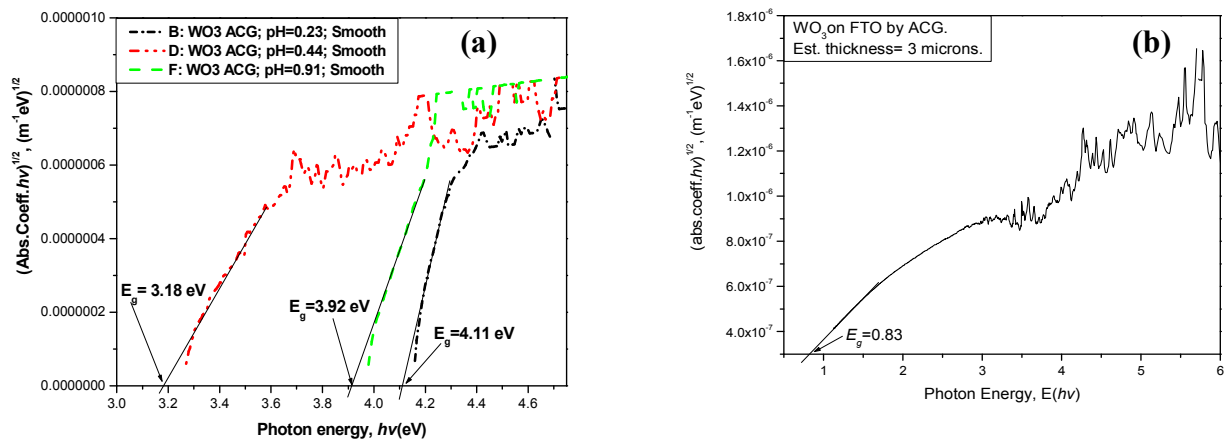 B: WO3 ACG; pH=0.23; Smooth
D: WO3 ACG; pH=0.44; Smooth
F: WO3 ACG; pH=0.91; Smooth
(a)
(Abs.Coeff.hν)1/2, (m-1eV)1/2
0.0000010
0.0000008
0.0000006
0.0000004
0.0000002
0.0000000
Eg= 3.18 eV
Eg=3.92 eV
Eg=4.11 eV
3.0 3.2 3.4 3.6 3.8 4.0 4.2 4.4 4.6
Photon energy, hν(eV)
WO3on FTO by ACG.
Est. thickness= 3 microns.
(b)
(abs.coeff.hν)1/2, (m-1eV)1/2
1.8x10-6
1.6x10-6
1.4x10-6
1.2x10-6
1.0x10-6
8.0x10-7
6.0x10-7
4.0x10-7
Eg=0.83
1 2 3 4 5 6
Photon Energy, E(hν)